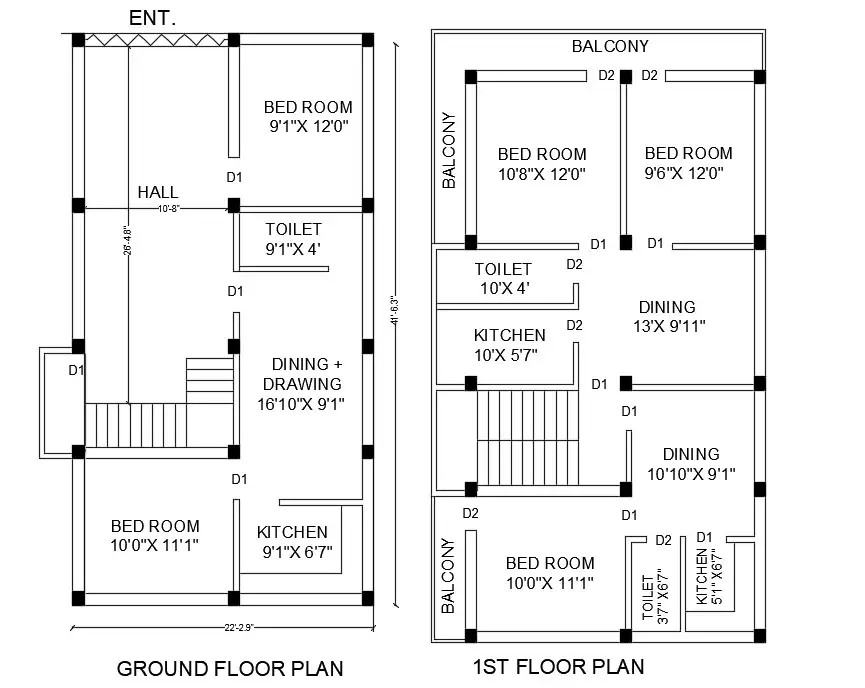 ENT.
BED ROOM
9'1"X 12'0"
D1
HALL
10'-8"
TOILET
9'1"X 4'
26'-4.8"
D1
41'-6.3"
D1
DINING +
DRAWING
16'10"X 9'1"
D1
BED ROOM
10'0"X 11'1"
KITCHEN
9'1"X 6'7"
22'-2.9"
GROUND FLOOR PLAN
BALCONY
D2
D2
BALCONY
BED ROOM
10'8"X 12'0"
BED ROOM
9'6"X 12'0"
D1
D1
TOILET
10'X 4'
D2
DINING
13'X 9'11"
KITCHEN
10'X 5'7"
D2
D1
D1
DINING
10'10"X 9'1"
D2
D1
BALCONY
BED ROOM
10'0"X 11'1"
D2
D1
TOILET
3'7" X6'7"
KITCHEN
5'1" X6'7"
1ST FLOOR PLAN